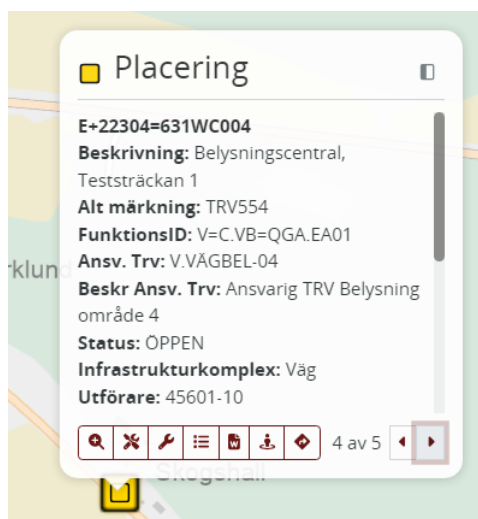 Placering
E+22304=631WC004
Beskrivning: Belysningscentral,
Teststräckan 1
Alt märkning: TRV554
FunktionsID: V=C.VB=QGA.EA01
Ansv. Trv: V.VÄGBEL-04
rklund
Beskr Ansv. Trv: Ansvarig TRV Belysning
område 4
Status: ÖPPEN
Infrastrukturkomplex: Väg
Utförare: 45601-10
4 av 5
Skogshall